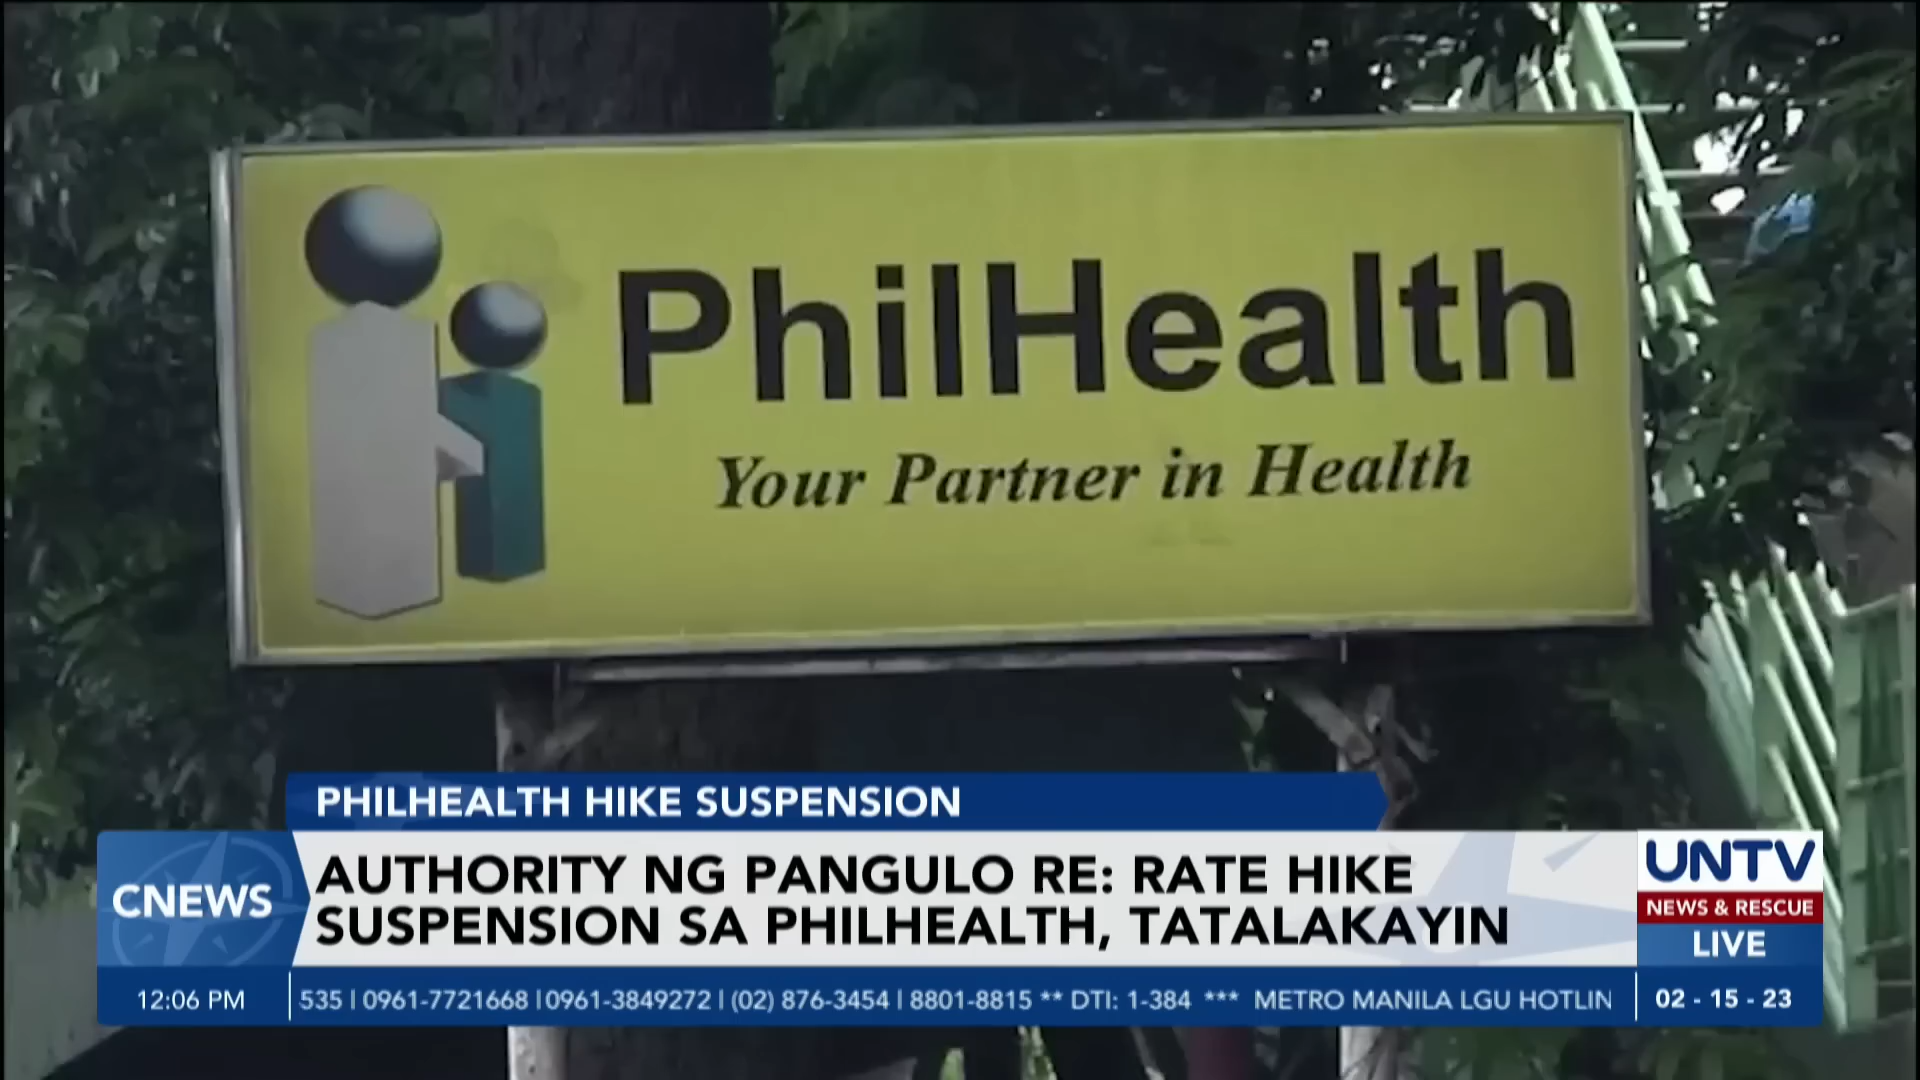 PhilHealth
Your Partner in Health
PHILHEALTH HIKE SUSPENSION
CNEWS
AUTHORITY NG PANGULO RE: RATE HIKE
SUSPENSION SA PHILHEALTH, TATALAKAYIN
UNTV
NEWS & RESCUE
LIVE
12:06 PM
535 | 0961-7721668 | 0961-3849272 | (02) 876-3454 | 8801-8815 ** DTI: 1-384 *** METRO MANILA LGU HOTLIN
02 - 15 - 23